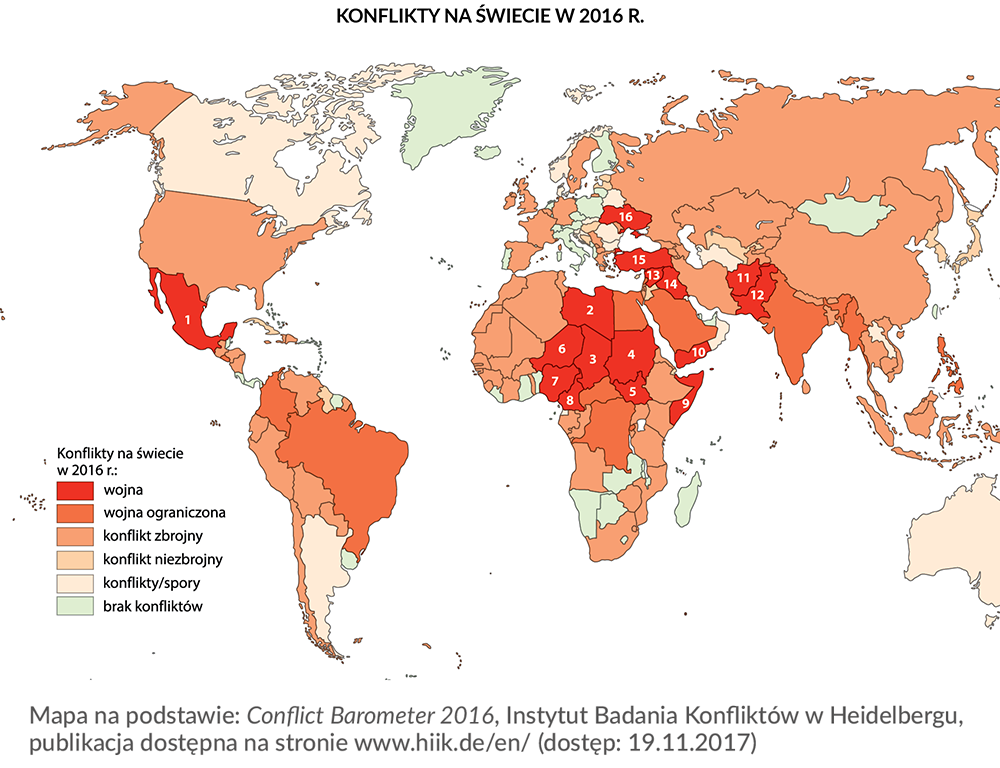 KONFLIKTY NA ŚWIECIE W 2016 R.
16
15
13
14
11
12
1
2
6
3
4
10
7
5
8
9
Konflikty na świecie
w 2016 r.:
wojna
wojna ograniczona
konflikt zbrojny
konflikt niezbrojny
konflikty/spory
brak konfliktów
Mapa na podstawie: Conflict Barometer 2016, Instytut Badania Konfliktów w Heidelbergu,
publikacja dostępna na stronie www.hiik.de/en/ (dostęp: 19.11.2017)